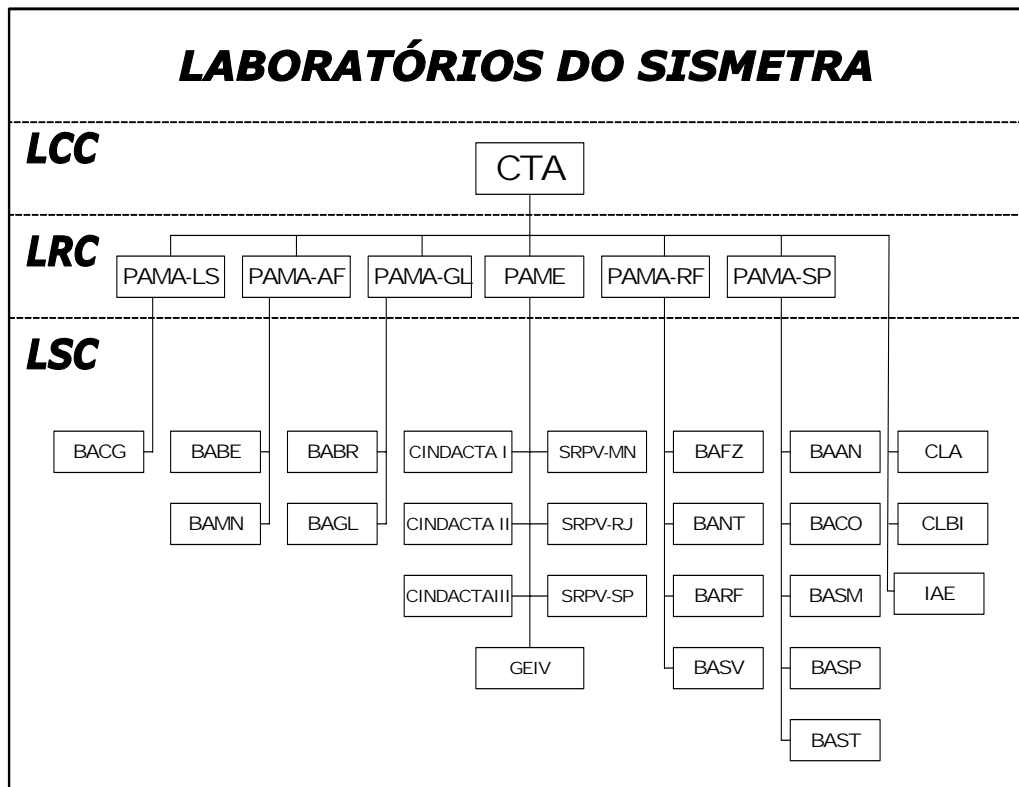 LABORATÓRIOS DO SISMETRA
LCC
CTA
LRC
PAMA-LS PAMA-AF PAMA-GL PAME PAMA-RF PAMA-SP
LSC
BACG BABE BABR CINDACTA I SRPV-MN BAFZ BAAN CLA
BAMN BAGL CINDACTA II SRPV-RJ BANT BACO CLBI
CINDACTAIII SRPV-SP BARF BASM IAE
GEIV BASV BASP
BAST